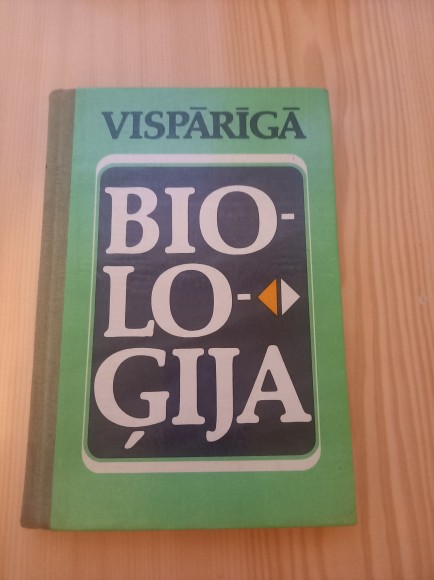 VISPĀRĪGĀ
BIO-
LO-
ĢIJA